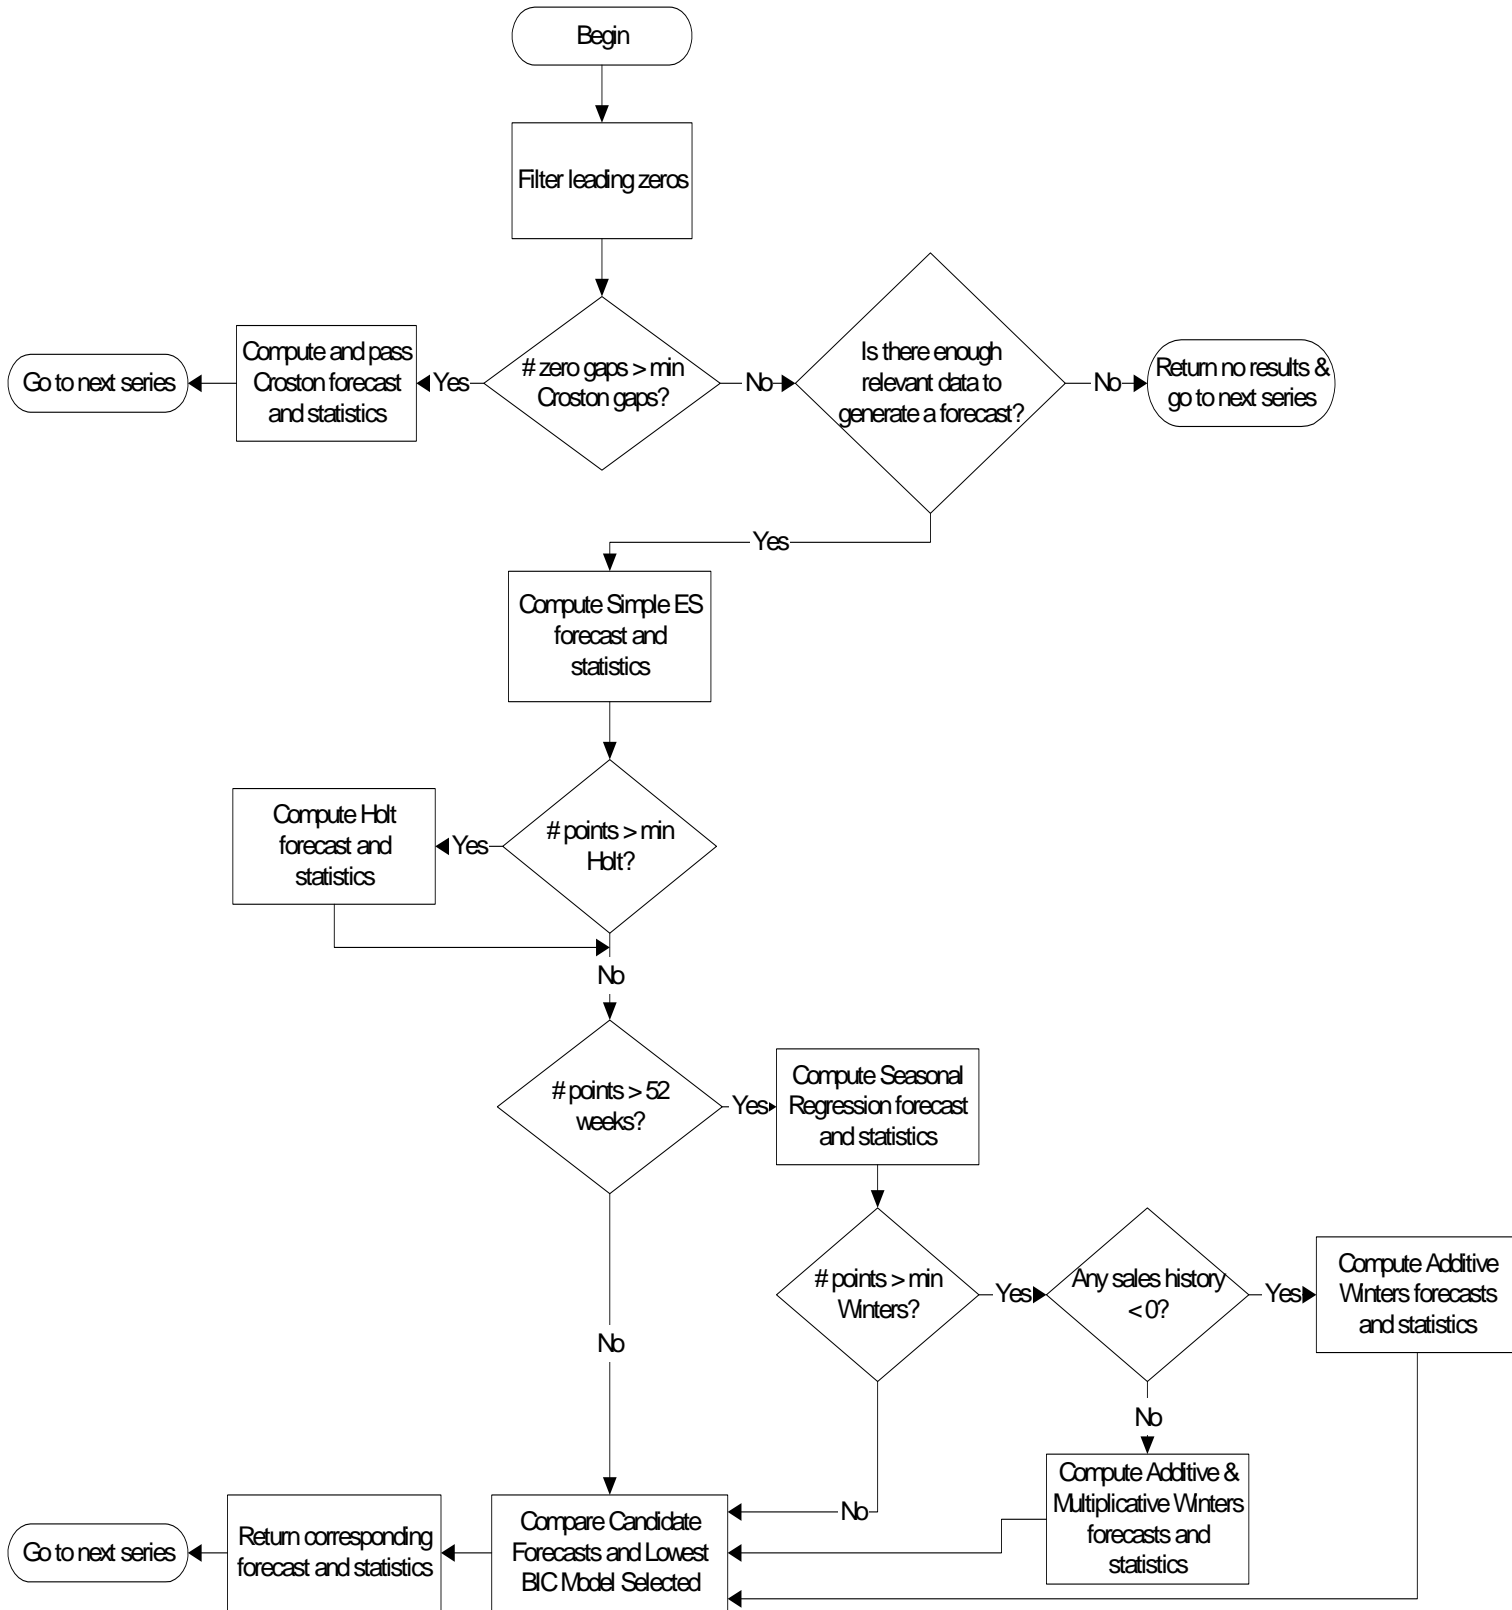 Begin
Filter leading zeros
# zero gaps > min
Croston gaps?
Yes
Compute and pass
Croston forecast
and statistics
Go to next series
No
Is there enough
relevant data to
generate a forecast?
No
Return no results &
go to next series
Yes
Compute Simple ES
forecast and
statistics
# points > min
Holt?
Yes
Compute Holt
forecast and
statistics
No
# points > 52
weeks?
Yes
Compute Seasonal
Regression forecast
and statistics
# points > min
Winters?
Yes
Any sales history
< 0?
Yes
Compute Additive
Winters forecasts
and statistics
No
No
Compute Additive &
Multiplicative Winters
forecasts and
statistics
No
Compare Candidate
Forecasts and Lowest
BIC Model Selected
Return corresponding
forecast and statistics
Go to next series